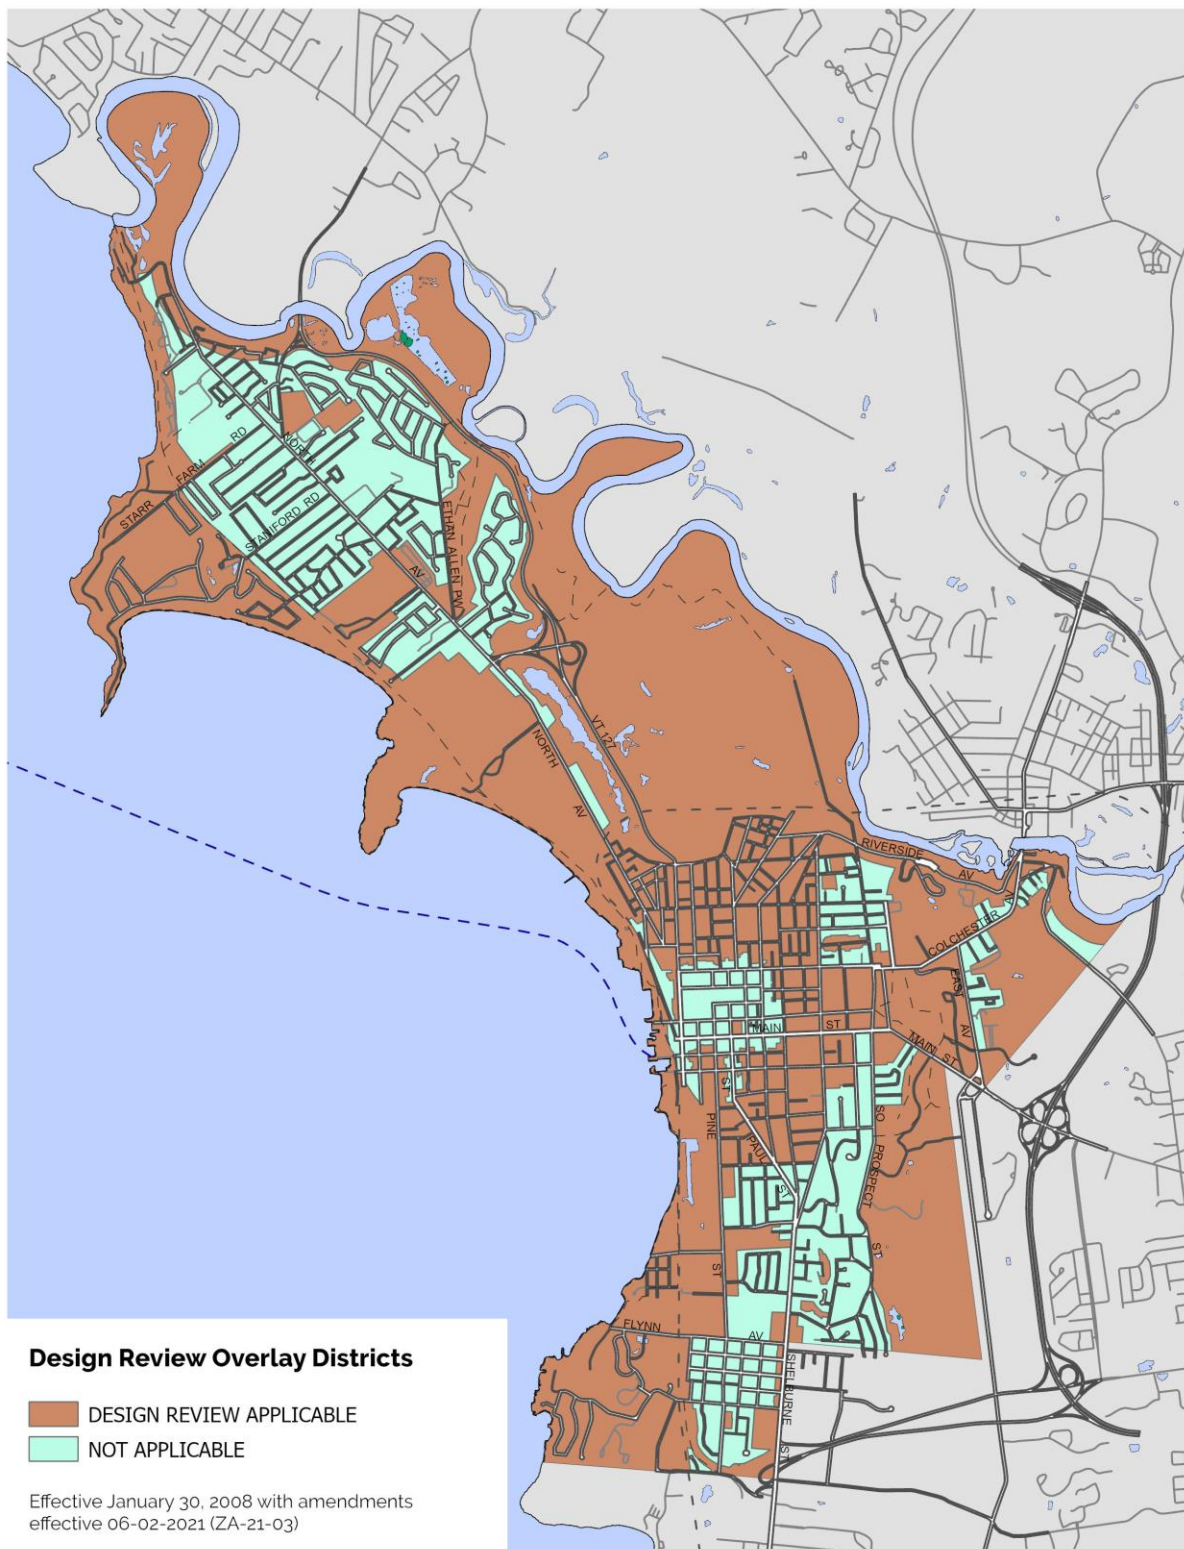 STARR
FARM
RD
NORTH
STANIFORD RD
AV
ETHAN ALLEN PW
VT 127
NORTH
AV
RIVERSIDE
AV
COLCHESTER
AV
EAST
AV
MAIN
ST
MAIN ST
ST
PAUL
ST
PINE
ST
SO
PROSPECT
ST
FLYNN
AV
SHELBURNE
ST
Design Review Overlay Districts
DESIGN REVIEW APPLICABLE
NOT APPLICABLE
Effective January 30, 2008 with amendments
effective 06-02-2021 (ZA-21-03)